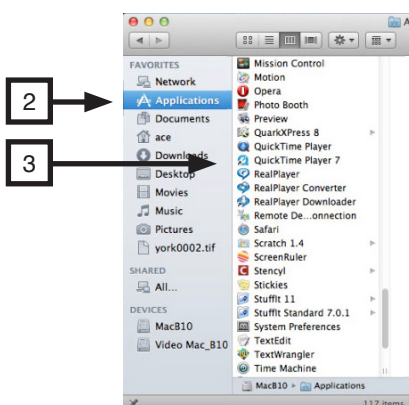 A
2
3
FAVORITES
Network
Applications
Documents
ace
Downloads
Desktop
Movies
Music
Pictures
york0002.tif
SHARED
All...
DEVICES
MacB10
Video Mac_B10
Mission Control
Motion
Opera
Photo Booth
Preview
QuarkXPress 8
QuickTime Player
QuickTime Player 7
RealPlayer
RealPlayer Converter
RealPlayer Downloader
Remote De...onnection
Safari
Scratch 1.4
ScreenRuler
Stencyl
Stickies
StuffIt 11
StuffIt Standard 7.0.1
System Preferences
TextEdit
TextWrangler
Time Machine
MacB10 ▸ Applications
117 items